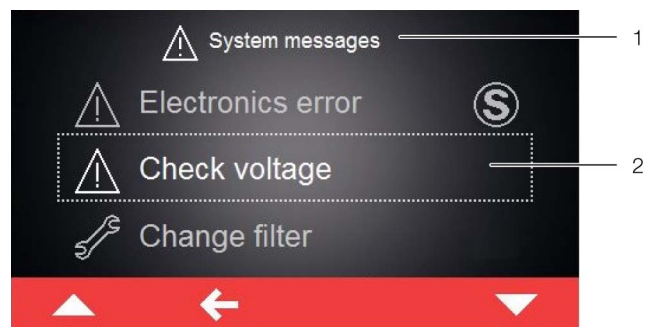 System messages
1
Electronics error
S
Check voltage
2
Change filter